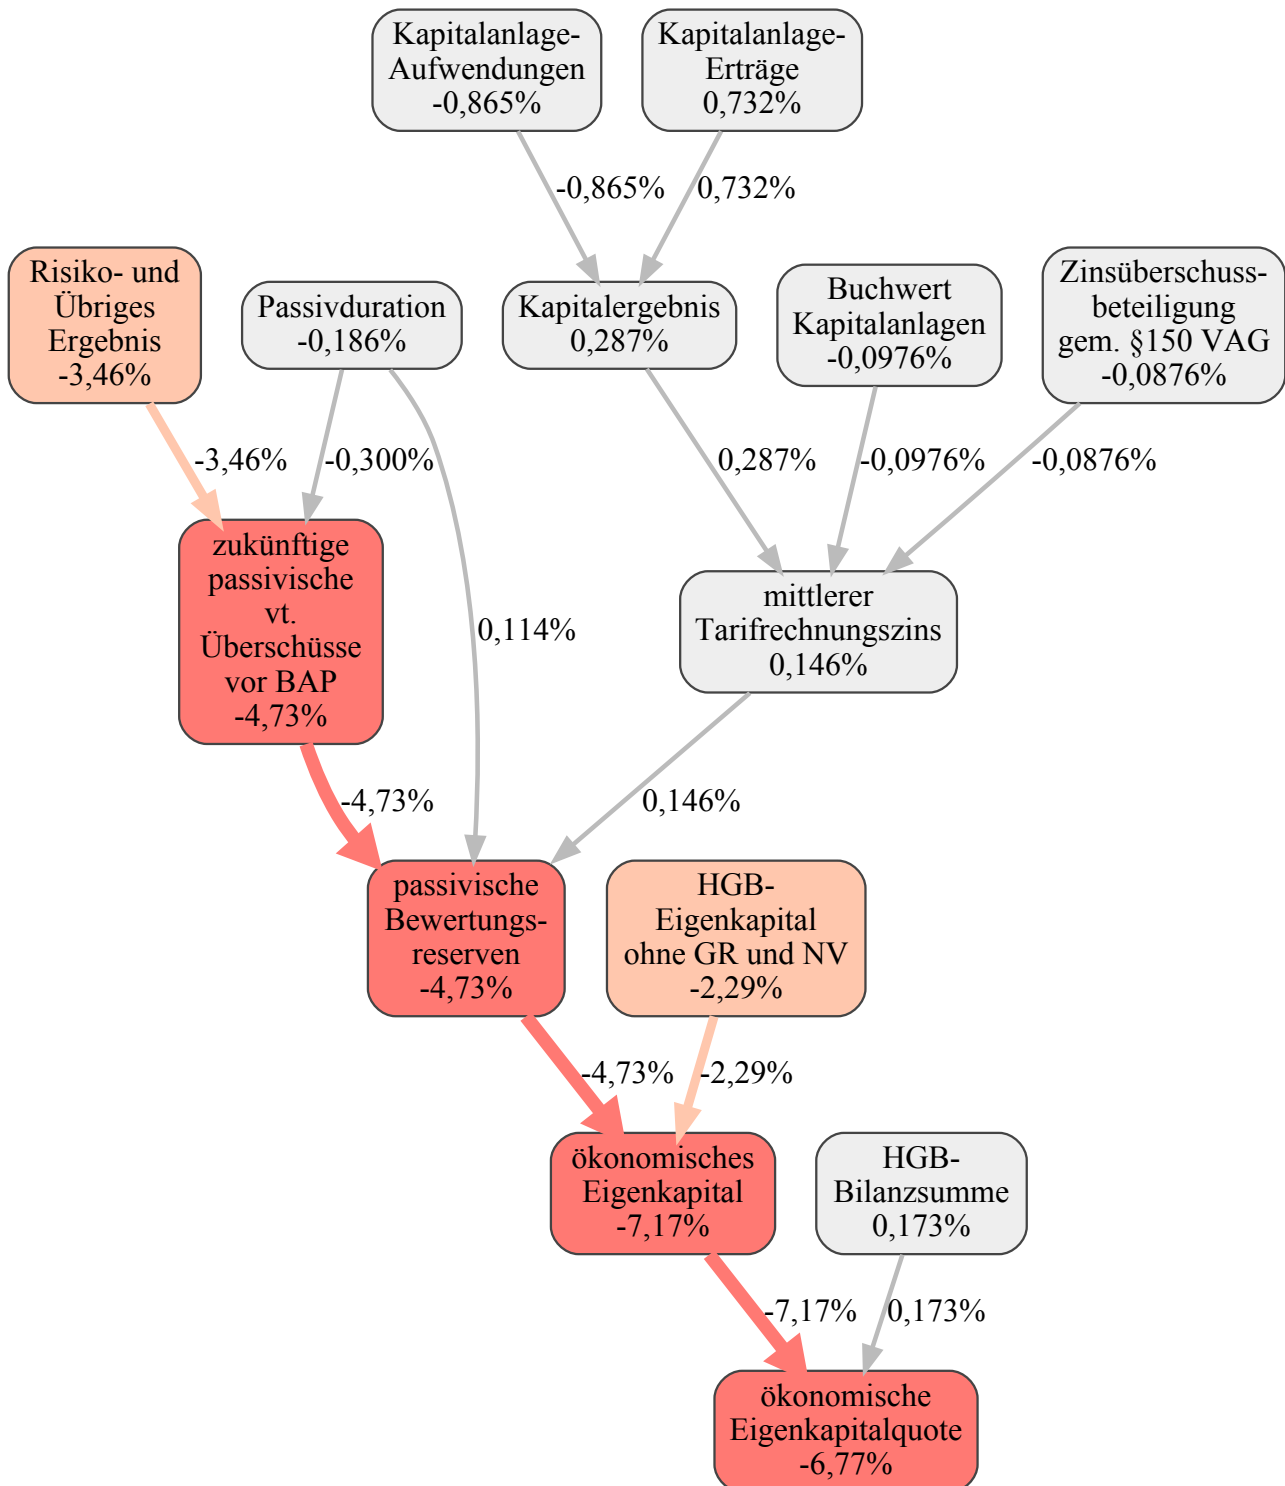 Kapitalanlage-
Aufwendungen
-0,865%
Kapitalanlage-
Erträge
0,732%
-0,865%
0,732%
Risiko- und
Übriges
Ergebnis
-3,46%
Passivduration
-0,186%
Kapitalergebnis
0,287%
Buchwert
Kapitalanlagen
-0,0976%
Zinsüberschuss-
beteiligung
gem. §150 VAG
-0,0876%
-3,46%
-0,300%
0,287%
-0,0976%
-0,0876%
zukünftige
passivische
vt.
Überschüsse
vor BAP
-4,73%
0,114%
mittlerer
Tarifrechnungszins
0,146%
-4,73%
0,146%
passivische
Bewertungs-
reserven
-4,73%
HGB-
Eigenkapital
ohne GR und NV
-2,29%
-4,73%
-2,29%
ökonomisches
Eigenkapital
-7,17%
HGB-
Bilanzsumme
0,173%
-7,17%
0,173%
ökonomische
Eigenkapitalquote
-6,77%